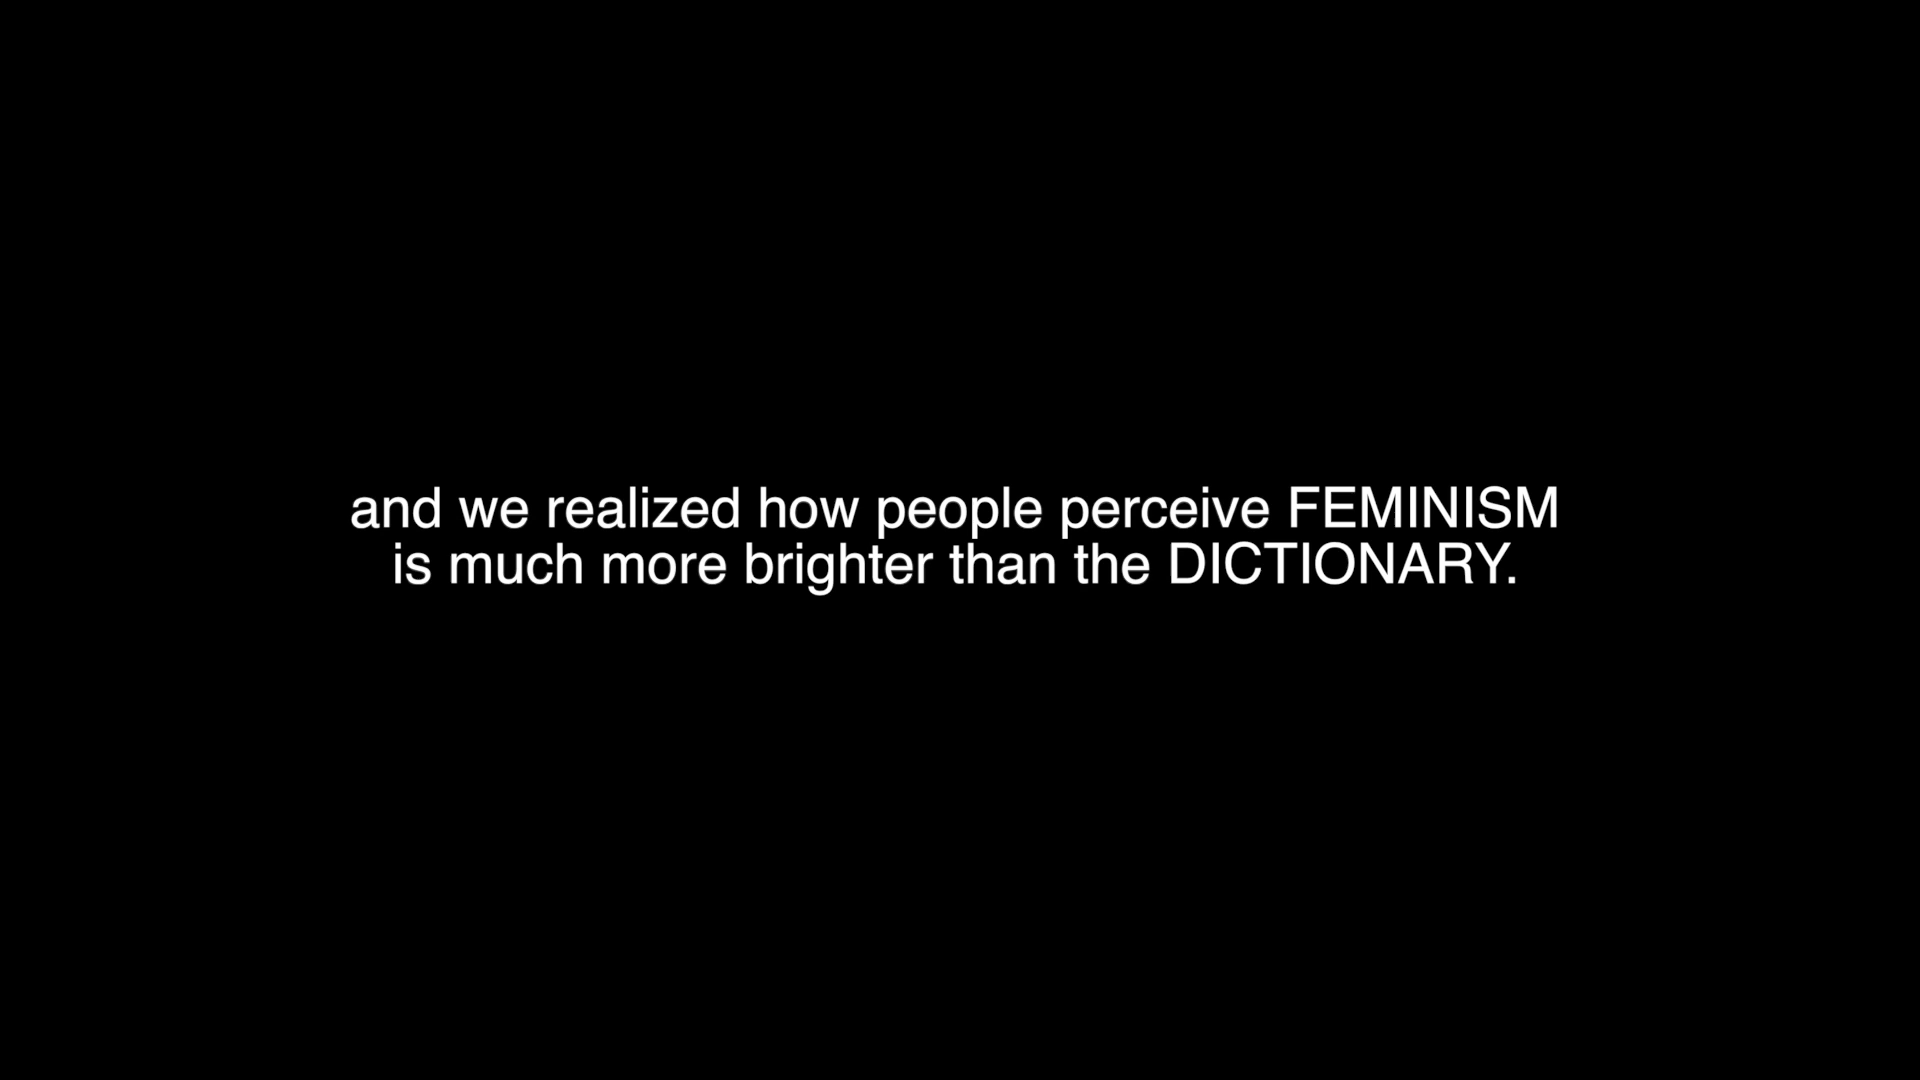 and we realized how people perceive FEMINISM
is much more brighter than the DICTIONARY.